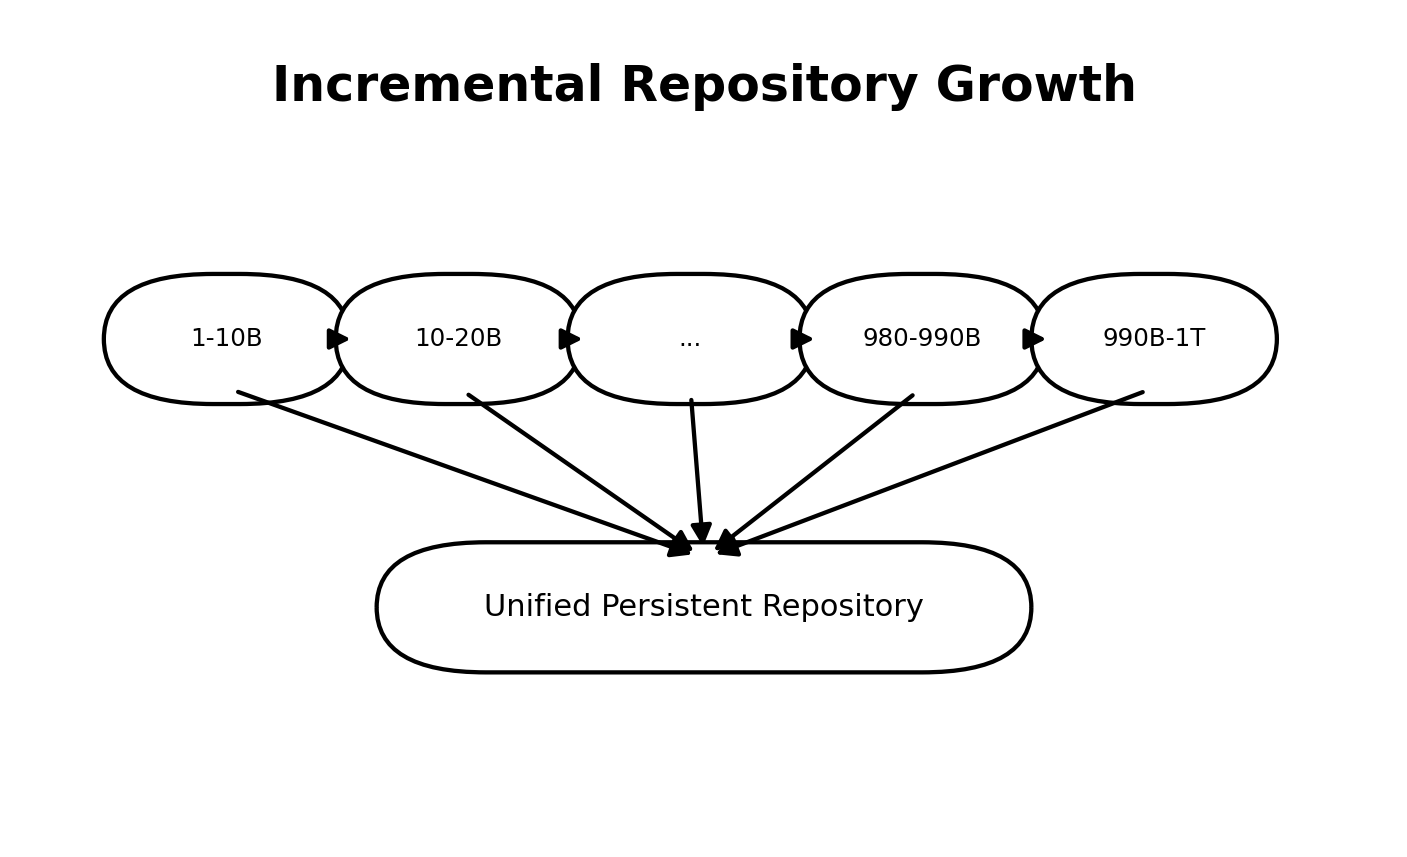 Incremental Repository Growth
1-10B
10-20B
...
980-990B
990B-1T
Unified Persistent Repository